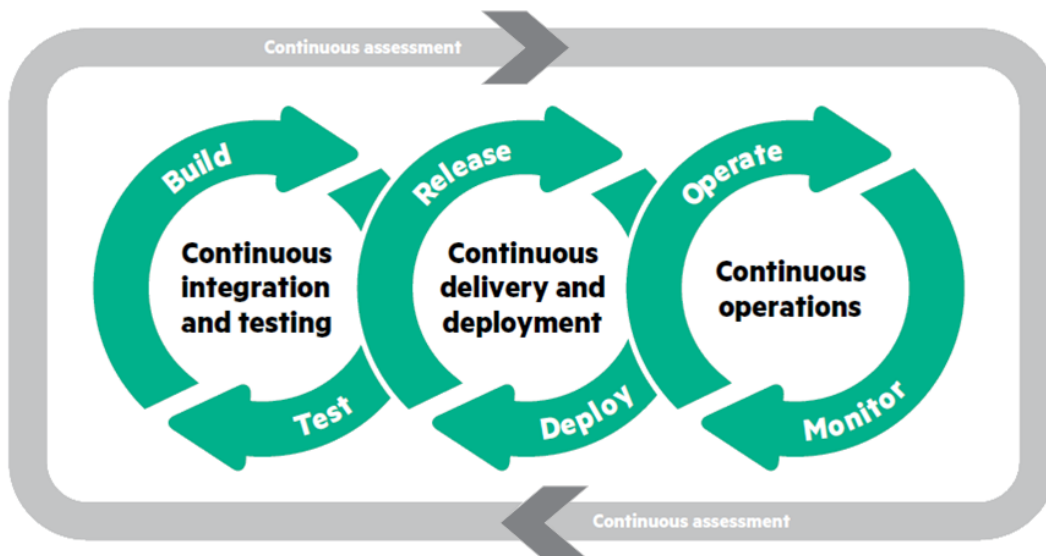 Continuous assessment
Build
Release
Operate
Continuous
integration
and testing
Continuous
delivery and
deployment
Continuous
operations
Test
Deploy
Monitor
Continuous assessment